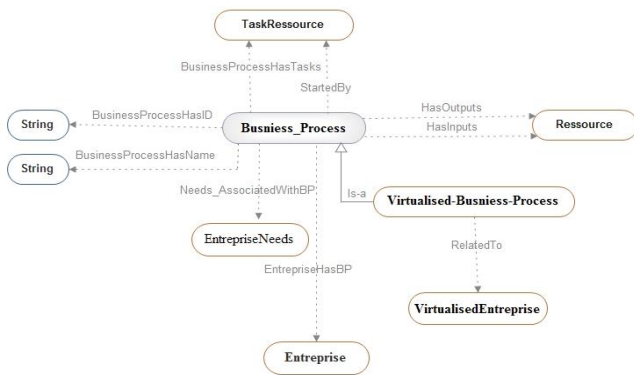 TaskRessource
BusinessProcessHasTasks
StartedBy
String
BusinessProcessHasID
Busniess_Process
HasOutputs
HasInputs
Ressource
String
BusinessProcessHasName
Needs_AssociatedWithBP
Is-a
Virtualised-Busniess-Process
EntrepriseNeeds
RelatedTo
EntrepriseHasBP
VirtualisedEntreprise
Entreprise